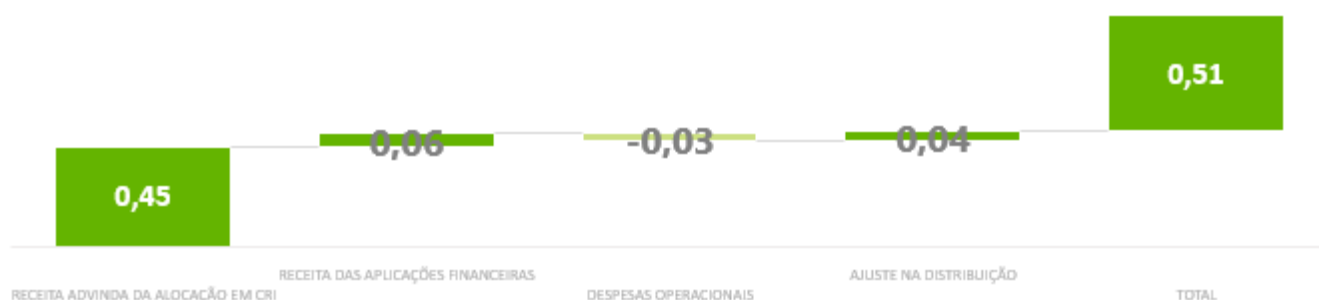 0,51
0,06
-0,03
0,04
0,45
RECEITA DAS APLICAÇÕES FINANCEIRAS
AJUSTE NA DISTRIBUIÇÃO
RECEITA ADVINDA DA ALOCAÇÃO EM CRI
DESPESAS OPERACIONAIS
TOTAL